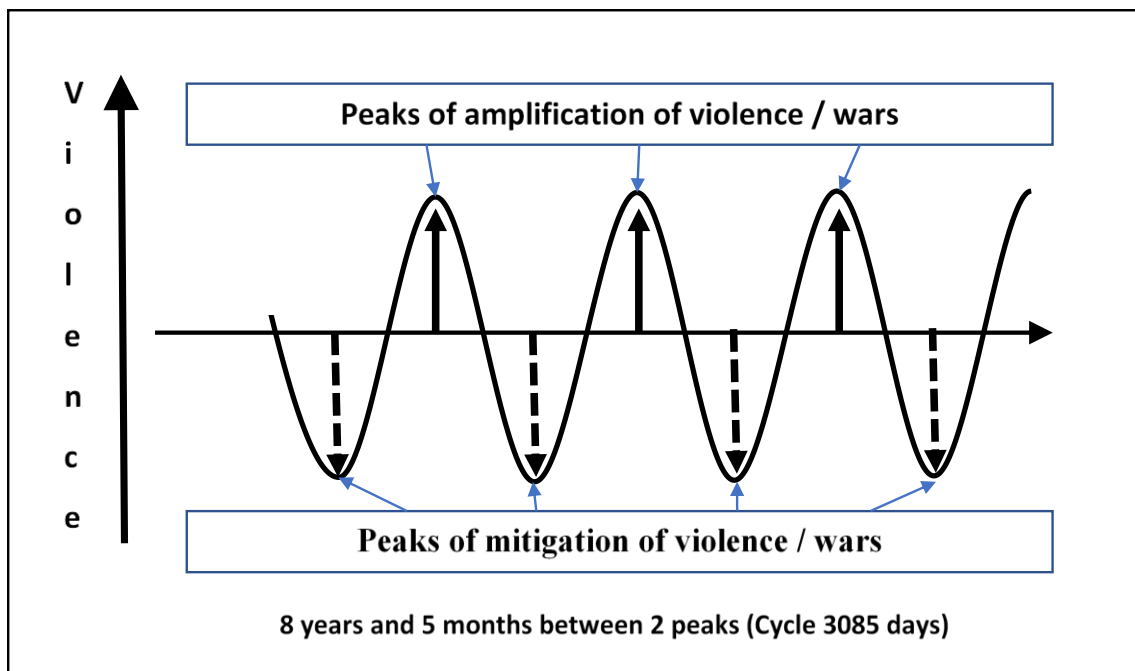 Violence
Peaks of amplification of violence / wars
Peaks of mitigation of violence / wars
8 years and 5 months between 2 peaks (Cycle 3085 days)